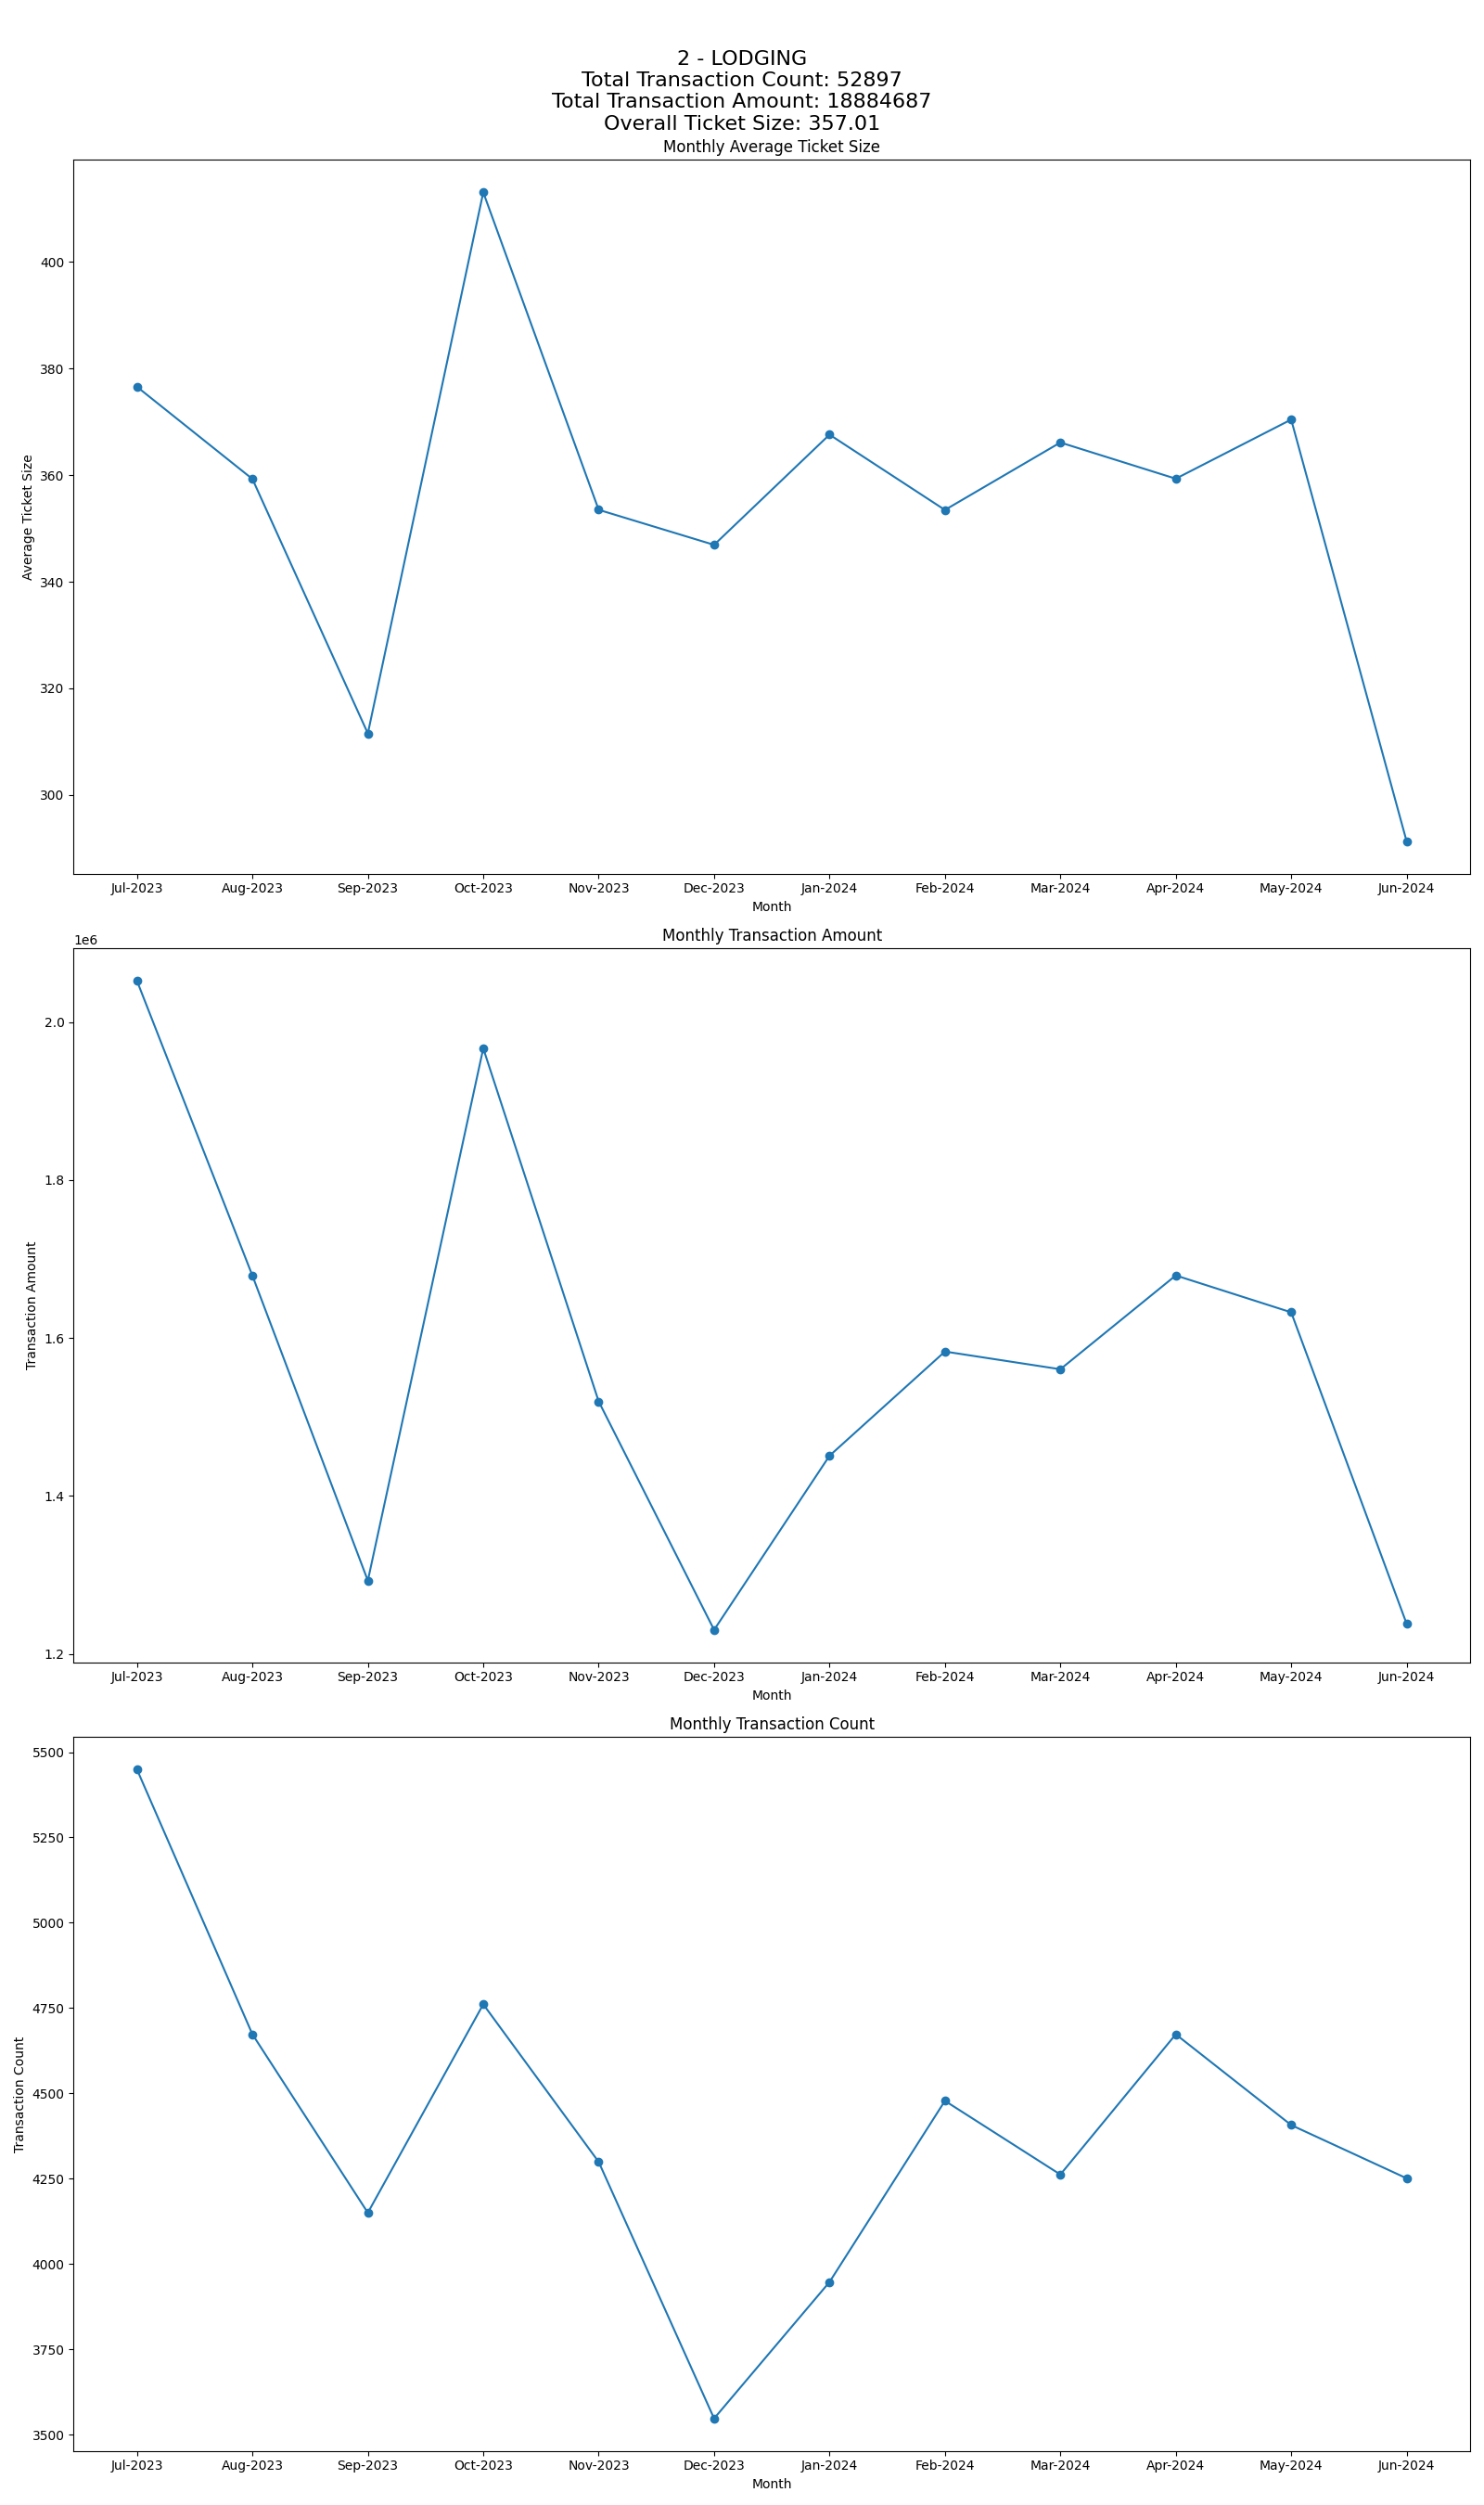 2 - LODGING
Total Transaction Count: 52897
Total Transaction Amount: 18884687
Overall Ticket Size: 357.01
Monthly Average Ticket Size
400
380
360
340
320
300
Average Ticket Size
Jul-2023 Aug-2023 Sep-2023 Oct-2023 Nov-2023 Dec-2023 Jan-2024 Feb-2024 Mar-2024 Apr-2024 May-2024 Jun-2024
Month
1e6
Monthly Transaction Amount
2.0
1.8
1.6
1.4
1.2
Transaction Amount
Jul-2023 Aug-2023 Sep-2023 Oct-2023 Nov-2023 Dec-2023 Jan-2024 Feb-2024 Mar-2024 Apr-2024 May-2024 Jun-2024
Month
Monthly Transaction Count
5500
5250
5000
4750
4500
4250
4000
3750
3500
Transaction Count
Jul-2023 Aug-2023 Sep-2023 Oct-2023 Nov-2023 Dec-2023 Jan-2024 Feb-2024 Mar-2024 Apr-2024 May-2024 Jun-2024
Month